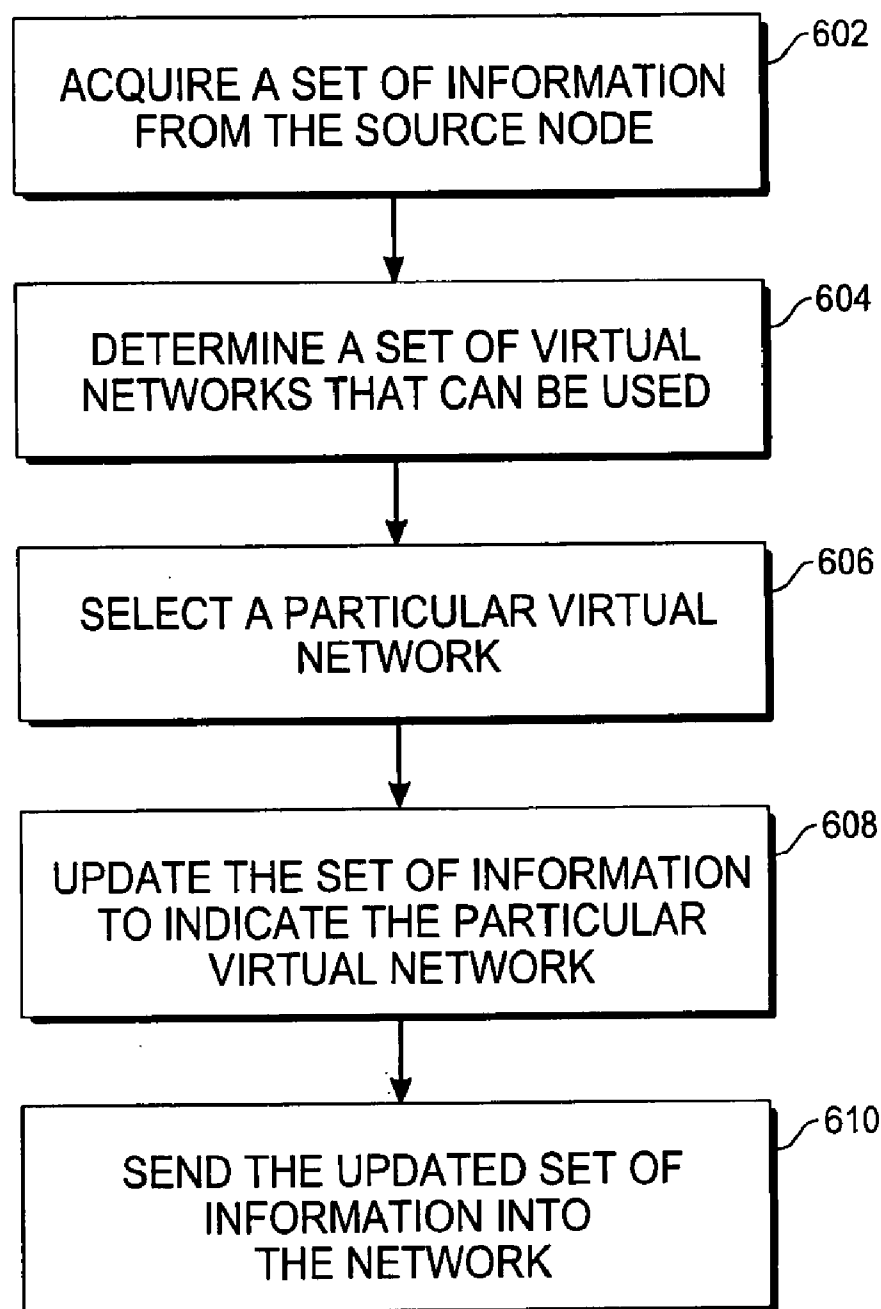 602
ACQUIRE A SET OF INFORMATION
FROM THE SOURCE NODE
604
DETERMINE A SET OF VIRTUAL
NETWORKS THAT CAN BE USED
606
SELECT A PARTICULAR VIRTUAL
NETWORK
608
UPDATE THE SET OF INFORMATION
TO INDICATE THE PARTICULAR
VIRTUAL NETWORK
610
SEND THE UPDATED SET OF
INFORMATION INTO
THE NETWORK